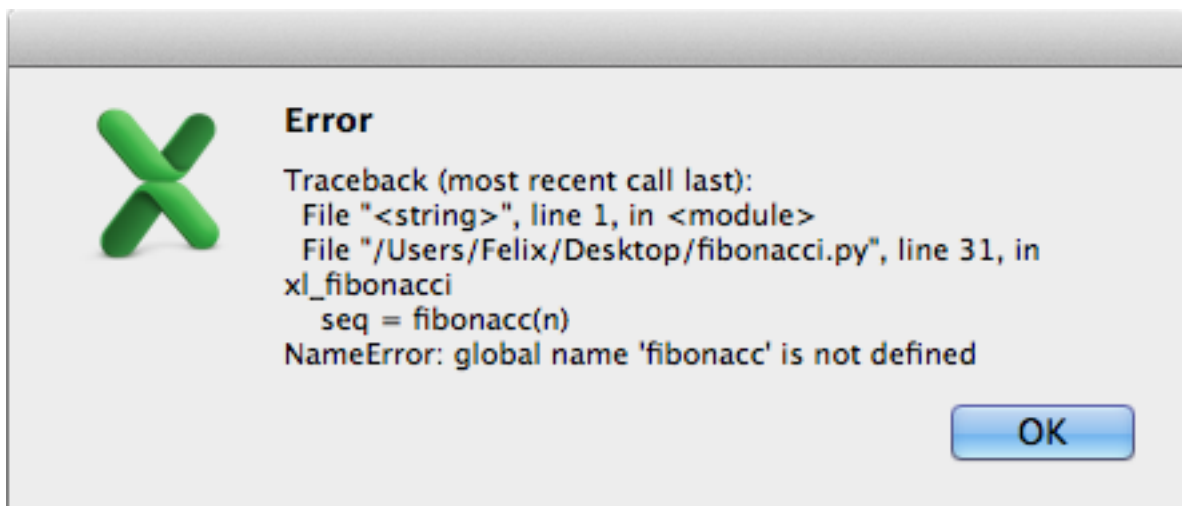 Error
Traceback (most recent call last):
File "<string>", line 1, in <module>
File "/Users/Felix/Desktop/fibonacci.py", line 31, in
xl_fibonacci
seq = fibonacc(n)
NameError: global name 'fibonacc' is not defined
OK